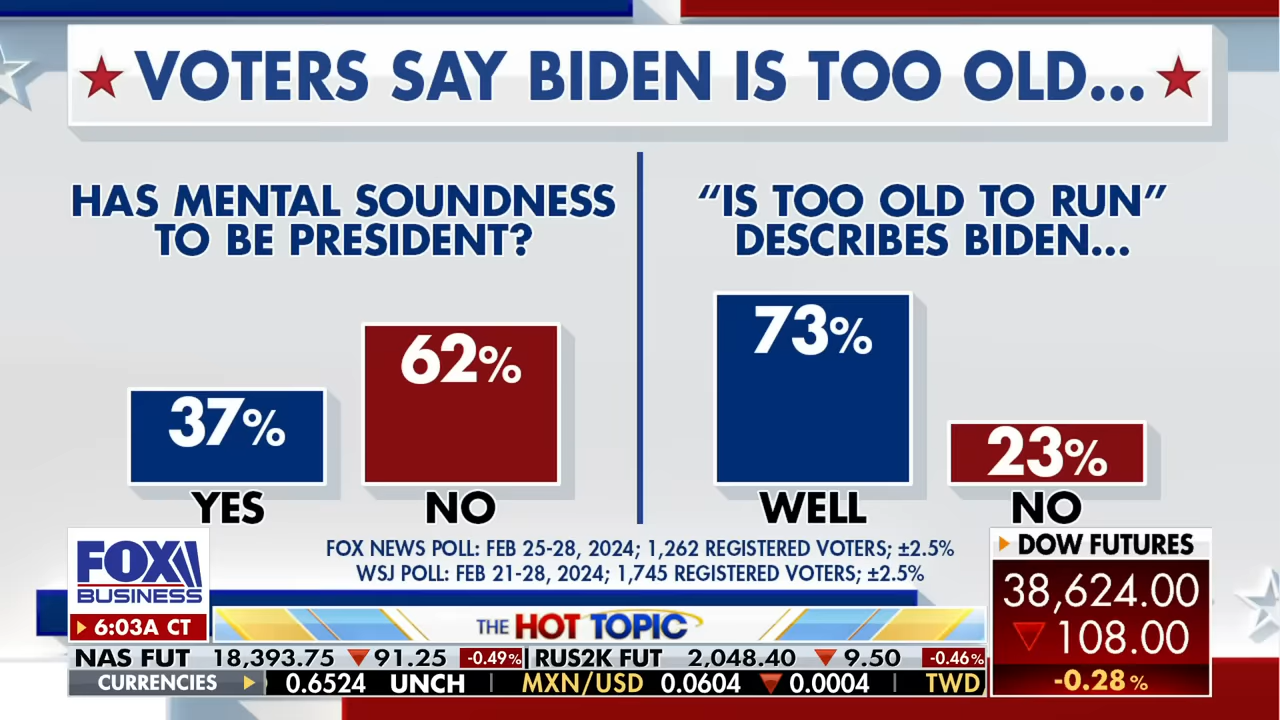 VOTERS SAY BIDEN IS TOO OLD...
HAS MENTAL SOUNDNESS
TO BE PRESIDENT?
37%
YES
62%
NO
“IS TOO OLD TO RUN”
DESCRIBES BIDEN...
73%
WELL
23%
NO
FOX NEWS POLL: FEB 25-28, 2024; 1,262 REGISTERED VOTERS; ±2.5%
WSJ POLL: FEB 21-28, 2024; 1,745 REGISTERED VOTERS; ±2.5%
FOX
BUSINESS
6:03A CT
THE HOT TOPIC
DOW FUTURES
38,624.00
108.00
-0.28%
NAS FUT 18,393.75 91.25 -0.49% RUS2K FUT 2,048.40 9.50 -0.46%
CURRENCIES 0.6524 UNCH MXN/USD 0.0604 0.0004 TWD